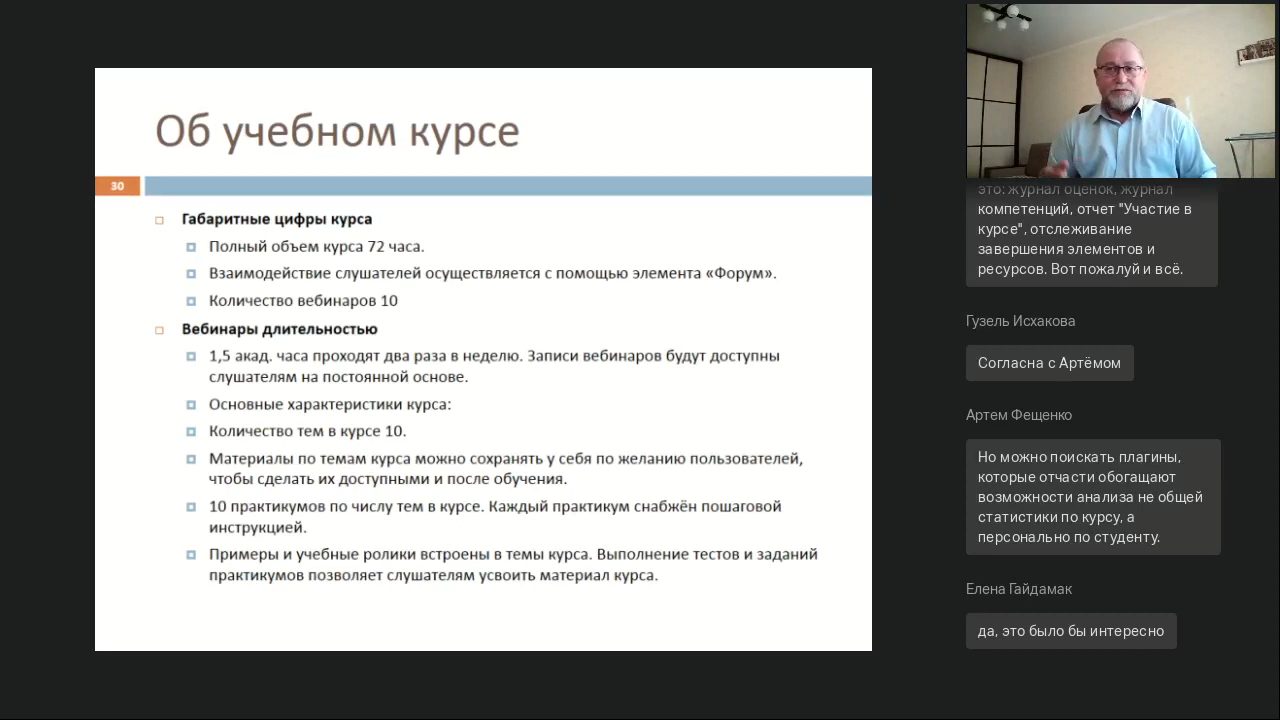 Об учебном курсе
30
Габаритные цифры курса
Полный объем курса 72 часа.
Взаимодействие слушателей осуществляется с помощью элемента «Форум».
Количество вебинаров 10
Вебинары длительностью
1,5 акад. часа проходят два раза в неделю. Записи вебинаров будут доступны
слушателям на постоянной основе.
Основные характеристики курса:
Количество тем в курсе 10.
Материалы по темам курса можно сохранять у себя по желанию пользователей,
чтобы сделать их доступными и после обучения.
10 практикумов по числу тем в курсе. Каждый практикум снабжён пошаговой
инструкцией.
Примеры и учебные ролики встроены в темы курса. Выполнение тестов и заданий
практикумов позволяет слушателям усвоить материал курса.
это: журнал оценок, журнал
компетенций, отчет "Участие в
курсе", отслеживание
завершения элементов и
ресурсов. Вот пожалуй и всё.
Гузель Исхакова
Согласна с Артёмом
Артем Фещенко
Но можно поискать плагины,
которые отчасти обогащают
возможности анализа не общей
статистики по курсу, а
персонально по студенту.
Елена Гайдамак
да, это было бы интересно